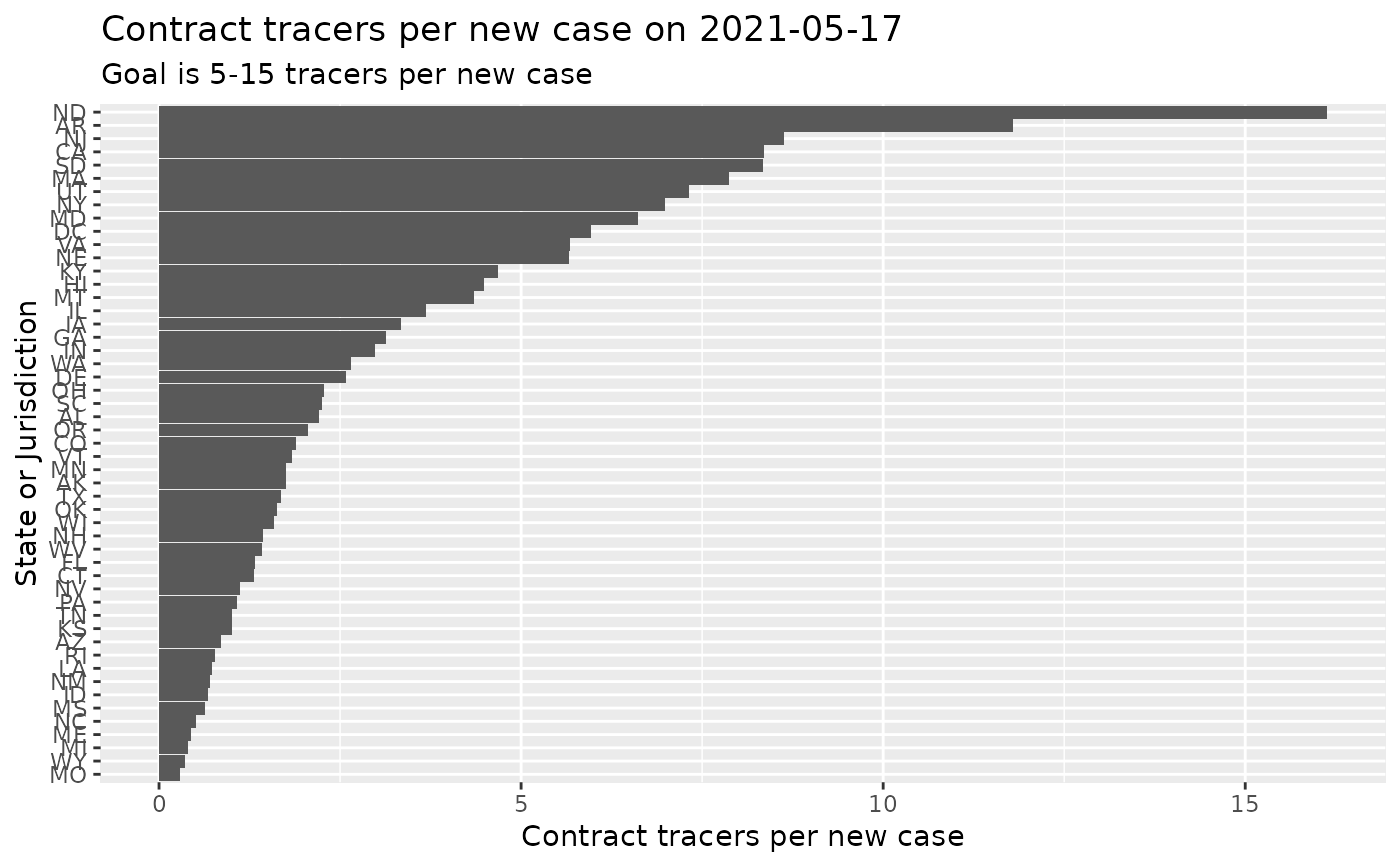 Contract tracers per new case on 2021-05-17
Goal is 5-15 tracers per new case
State or Jurisdiction
ND
AR
NJ
CA
SD
MA
UT
NY
MD
DC
VA
NE
KY
HI
MT
IL
IA
GA
IN
WA
DE
OH
SC
AL
OR
CO
VT
MN
AK
TX
OK
WI
NH
WV
FL
CT
NV
PA
TN
KS
AZ
RI
LA
NM
ID
MS
NC
ME
MI
WY
MO
0 5 10 15
Contract tracers per new case